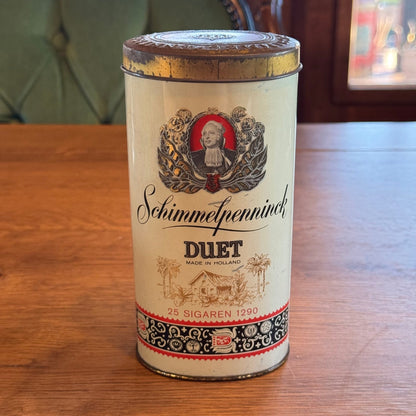 Schimmelpenninck
DUET
MADE IN HOLLAND
25 SIGAREN 1290